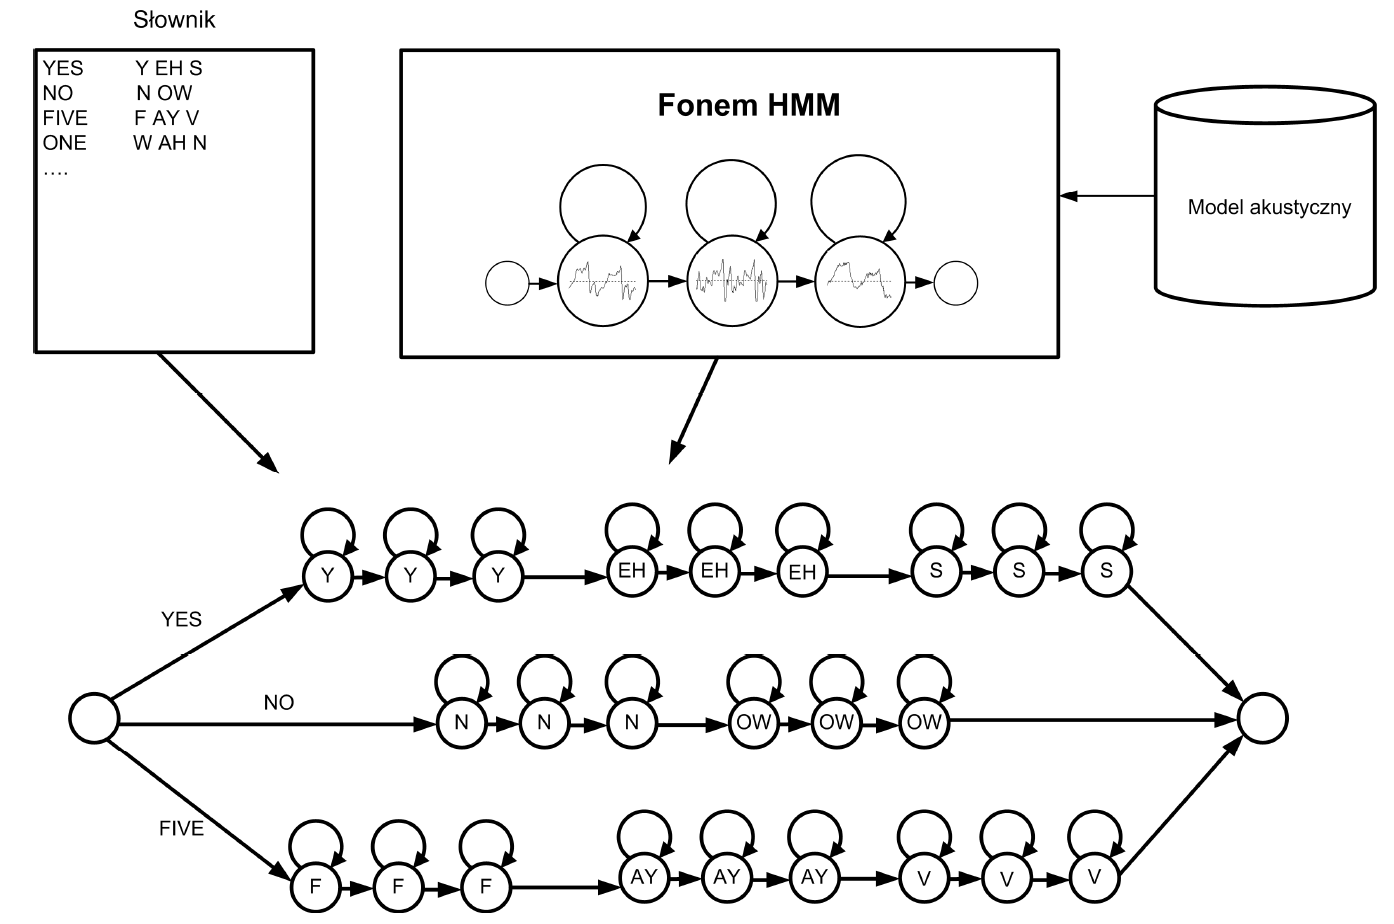 Słownik
YES Y EH S
NO N OW
FIVE F AY V
ONE W AH N
....
Fonem HMM
Model akustyczny
YES
Y Y Y EH EH EH S S S
NO
N N N OW OW OW
FIVE
F F F AY AY AY V V V